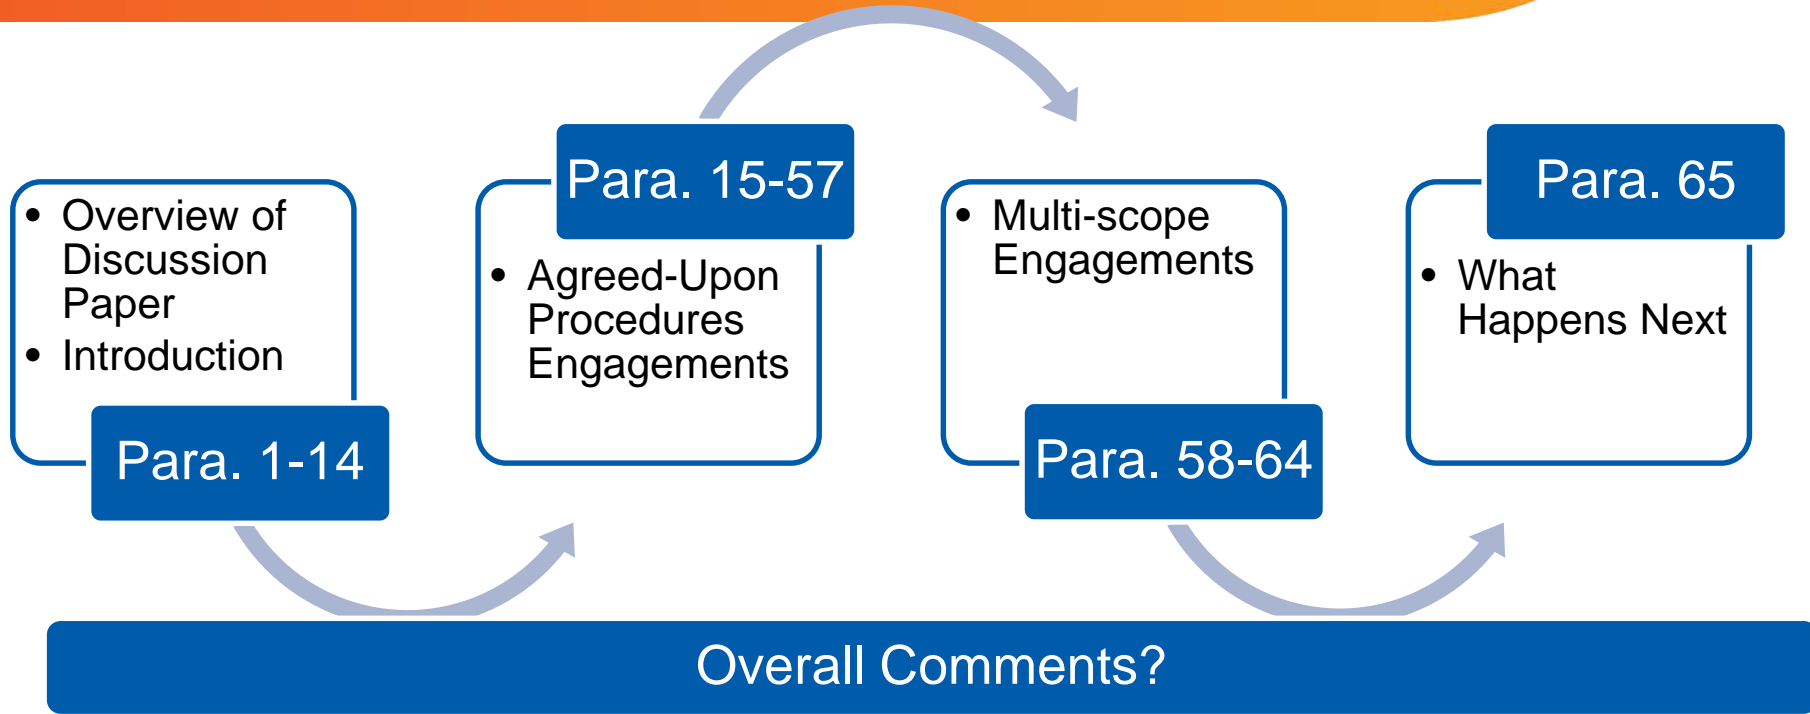 • Overview of
Discussion
Paper
• Introduction
Para. 1-14
Para. 15-57
• Agreed-Upon
Procedures
Engagements
• Multi-scope
Engagements
Para. 58-64
Para. 65
• What
Happens Next
Overall Comments?